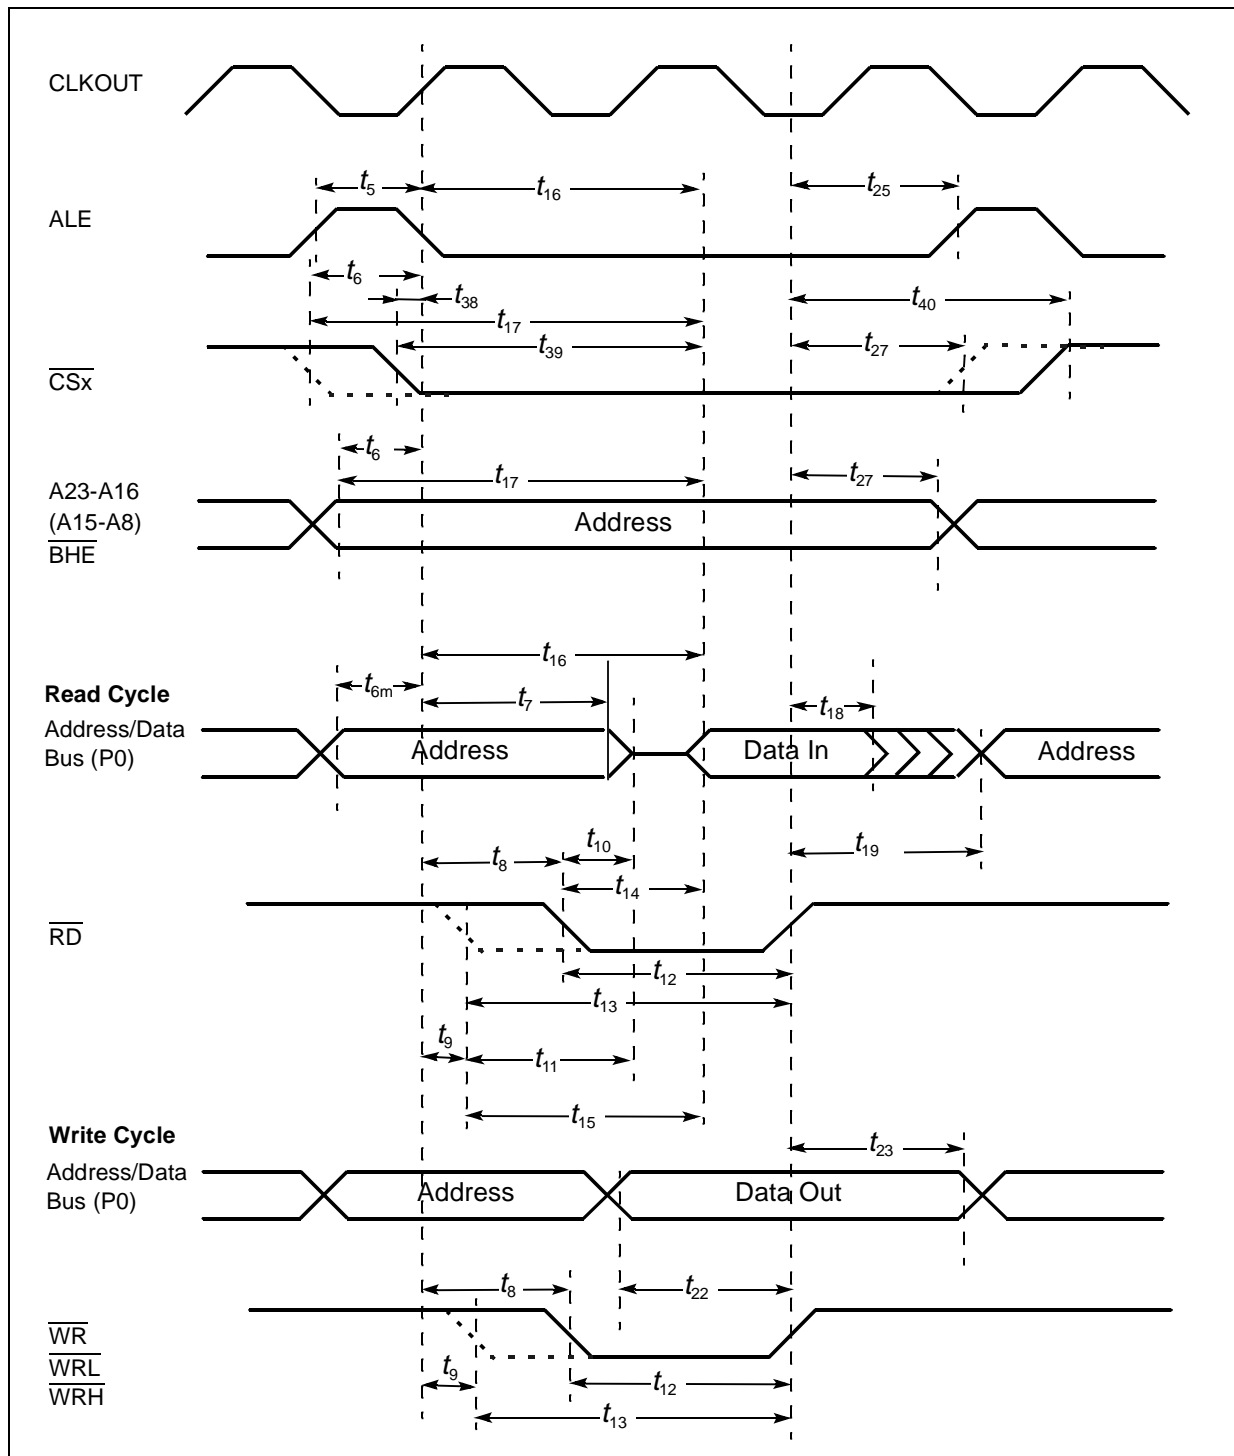 CLKOUT
t5
t16
t25
ALE
t6
t38
t40
t17
t39
t27
CSx
t6
t17
t27
A23-A16
(A15-A8)
BHE
Address
t16
Read Cycle
t6m
t7
t18
Address/Data
Bus (P0)
Address
Data In
Address
t8
t10
t19
t14
RD
t12
t13
t9
t11
t15
Write Cycle
t23
Address/Data
Bus (P0)
Address
Data Out
t8
t22
WR
WRL
WRH
t9
t12
t13